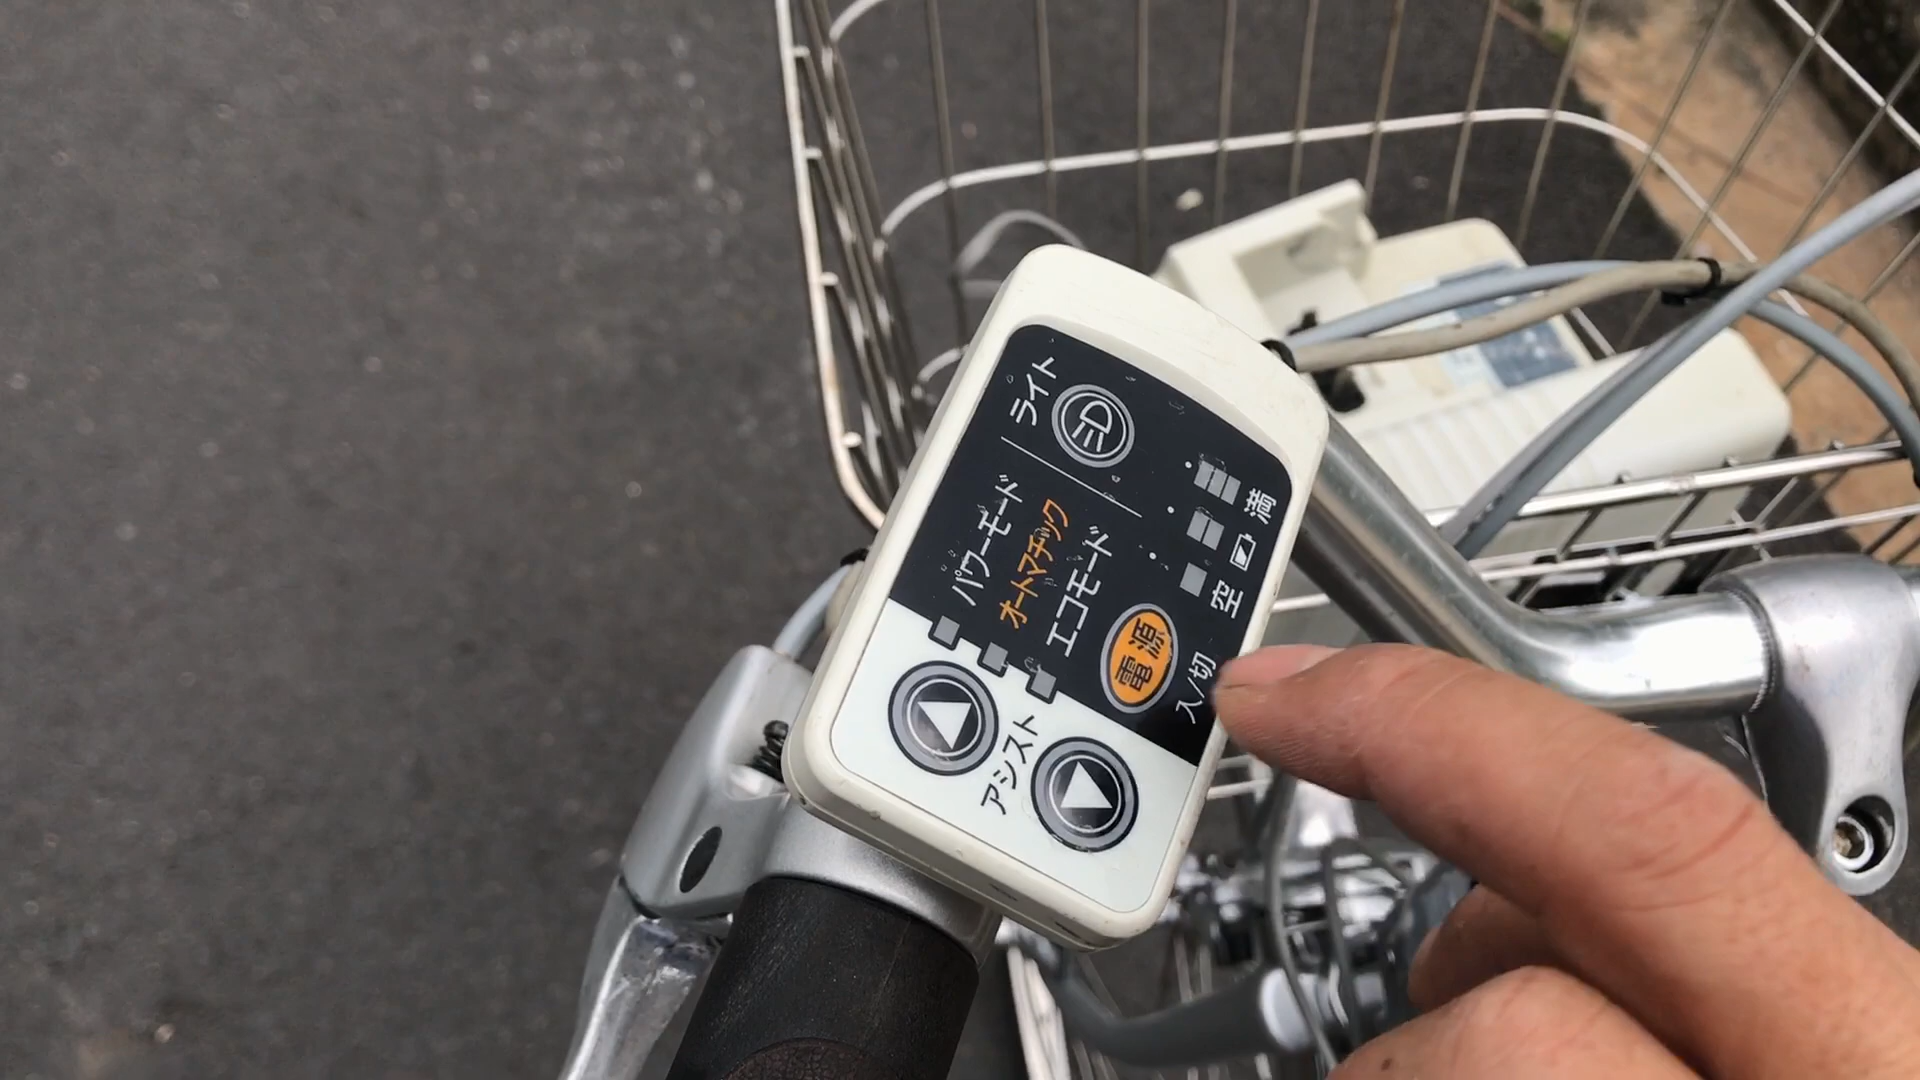 ライト
パワーモード
オートマチック
エコモード
満
空
電源
入/切
アシスト